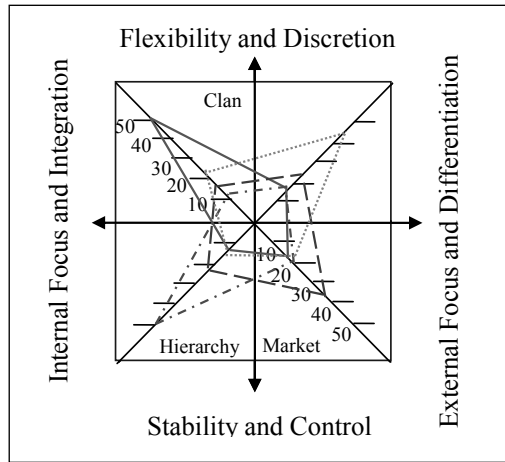 Flexibility and Discretion
Internal Focus and Integration
External Focus and Differentiation
Clan
50
40
30
20
10
10
20
30
40
50
Hierarchy
Market
Stability and Control